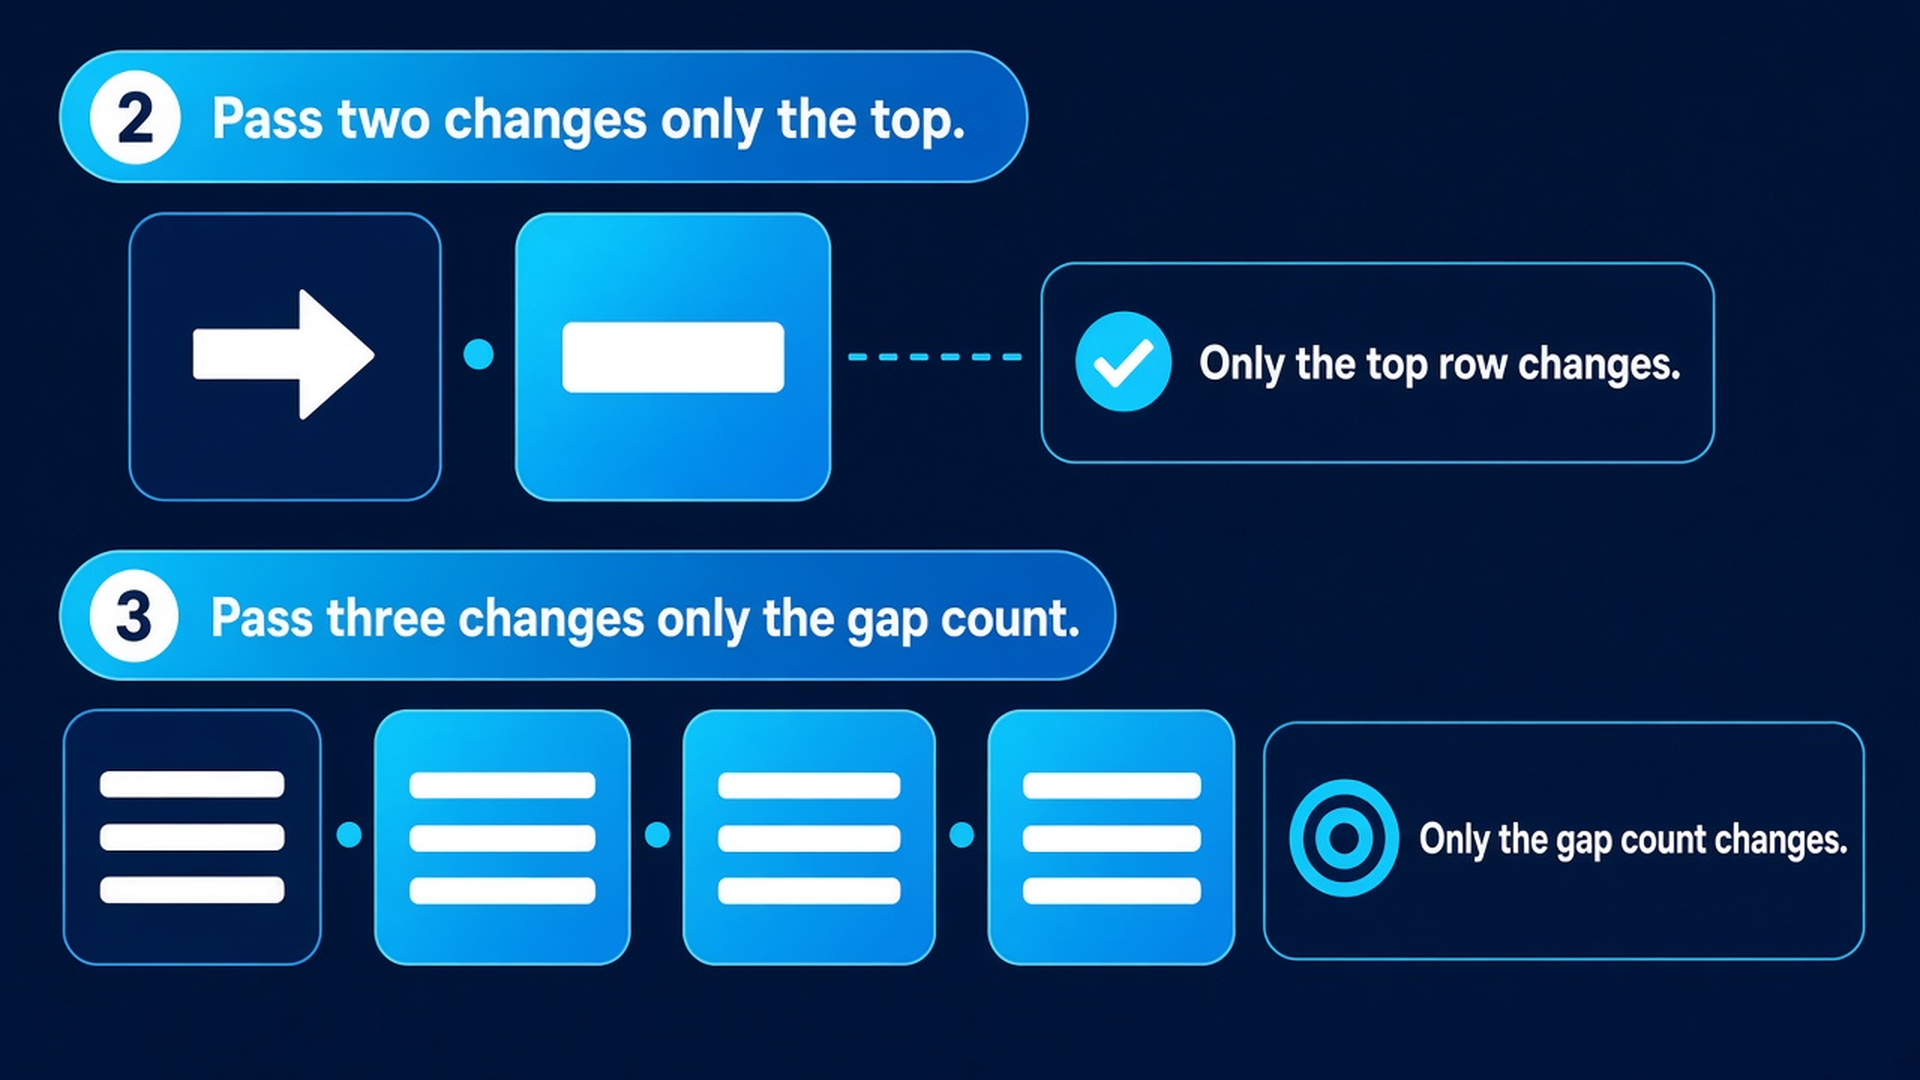 2 Pass two changes only the top.
Only the top row changes.
3 Pass three changes only the gap count.
Only the gap count changes.